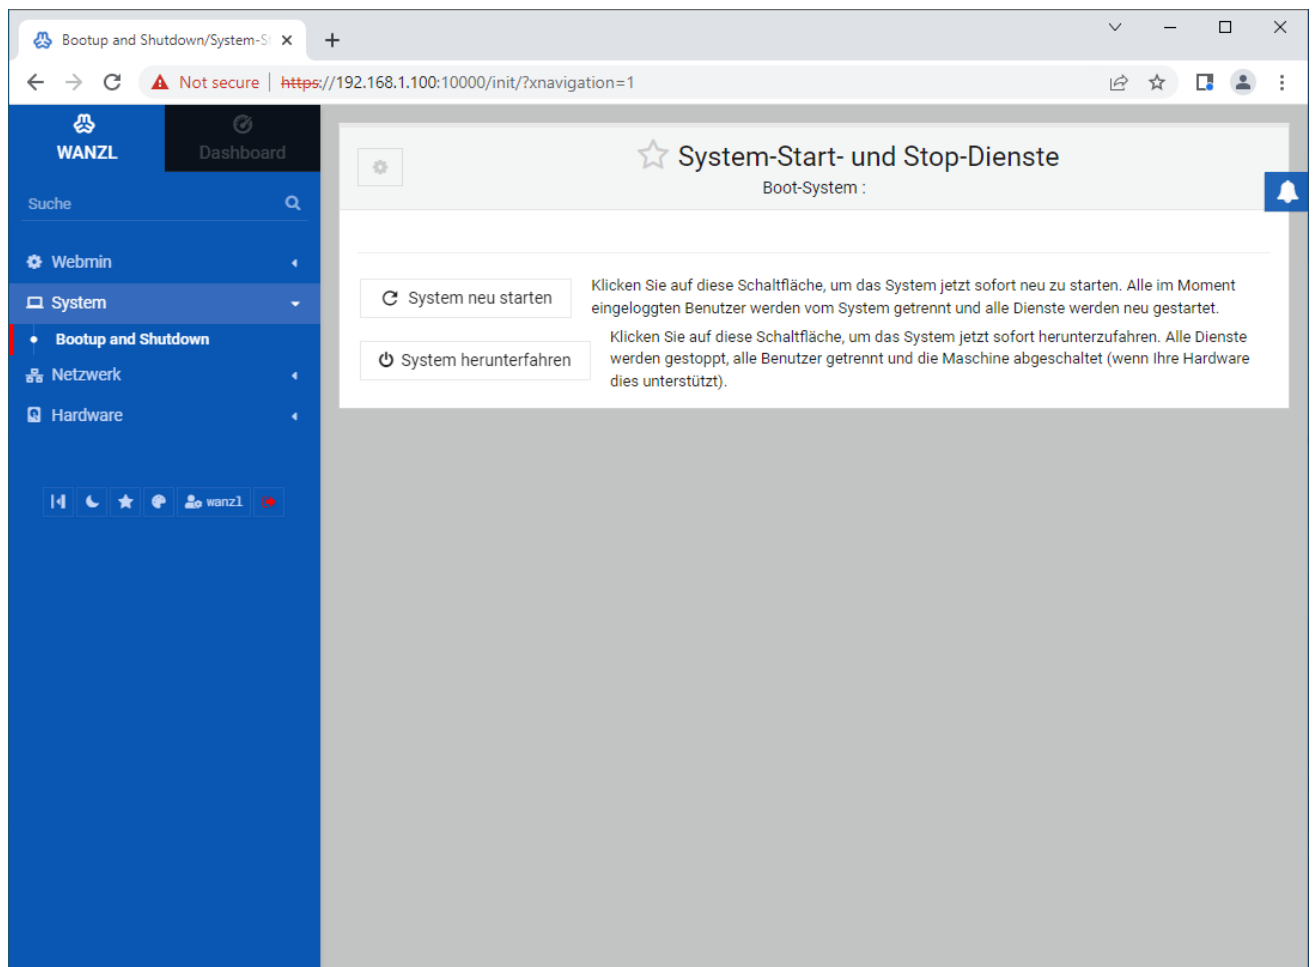 Bootup and Shutdown/System-S
Not secure | https://192.168.1.100:10000/init/?xnavigation=1
WANZL
Dashboard
Suche
Webmin
System
Bootup and Shutdown
Netzwerk
Hardware
wanzl
System-Start- und Stop-Dienste
Boot-System :
System neu starten
Klicken Sie auf diese Schaltfläche, um das System jetzt sofort neu zu starten. Alle im Moment
eingeloggten Benutzer werden vom System getrennt und alle Dienste werden neu gestartet.
System herunterfahren
Klicken Sie auf diese Schaltfläche, um das System jetzt sofort herunterzufahren. Alle Dienste
werden gestoppt, alle Benutzer getrennt und die Maschine abgeschaltet (wenn Ihre Hardware
dies unterstützt).